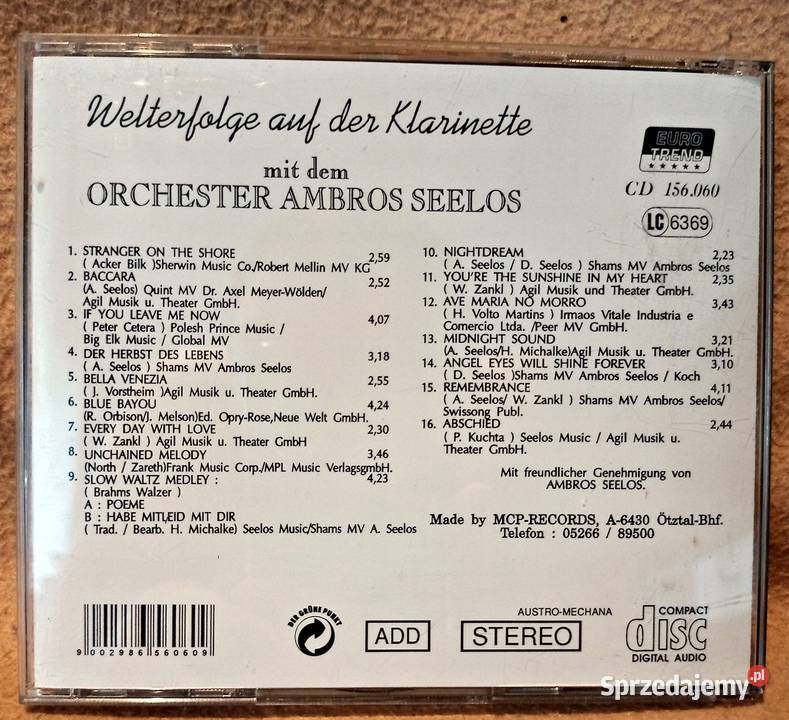 Welterfolge auf der Klarinette
mit dem
ORCHESTER AMBROS SEELOS
EURO
TREND
CD 156.060
LC 6369
1. STRANGER ON THE SHORE 2,59
( Acker Bilk )Sherwin Music Co./Robert Mellin MV KG
2. BACCARA 2,52
(A. Seelos) Quint MV Dr. Axel Meyer-Wölden/
Agil Musik u. Theater GmbH.
3. IF YOU LEAVE ME NOW 4,07
( Peter Cetera ) Polesh Prince Music /
Big Elk Music / Global MV
4. DER HERBST DES LEBENS 3,18
( A. Seelos ) Shams MV Ambros Seelos
5. BELLA VENEZIA 2,55
( J. Vorstheim )Agil Musik u. Theater GmbH.
6. BLUE BAYOU 4,24
(R. Orbison/J. Melson)Ed. Opry-Rose,Neue Welt GmbH.
7. EVERY DAY WITH LOVE 2,30
( W. Zankl ) Agil Musik u. Theater GmbH
8. UNCHAINED MELODY 3,46
(North / Zareth)Frank Music Corp./MPL Music VerlagsgmbH.
9. SLOW WALTZ MEDLEY : 4,23
( Brahms Walzer )
A : POEME
B : HABE MITLEID MIT DIR
( Trad. / Bearb. H. Michalke) Seelos Music/Shams MV A. Seelos
10. NIGHTDREAM 2,23
( A. Seelos / D. Seelos ) Shams MV Ambros Seelos
11. YOU'RE THE SUNSHINE IN MY HEART 2,35
( W. Zankl ) Agil Musik und Theater GmbH.
12. AVE MARIA NO MORRO 3,43
( H. Volto Martins ) Irmaos Vitale Industria e
Comercio Ltda. /Peer MV GmbH.
13. MIDNIGHT SOUND 3,21
(A. Seelos/H. Michalke)Agil Musik u. Theater GmbH.
14. ANGEL EYES WILL SHINE FOREVER 3,10
( D. Seelos )Shams MV Ambros Seelos / Koch
15. REMEMBRANCE 4,11
( A. Seelos/ W. Zankl ) Shams MV Ambros Seelos/
Swissong Publ.
16. ABSCHIED 2,44
( P. Kuchta ) Seelos Music / Agil Musik u.
Theater GmbH.
Mit freundlicher Genehmigung von
AMBROS SEELOS.
Made by MCP-RECORDS, A-6430 Ötztal-Bhf.
Telefon : 05266 / 89500
9 002986 560609
DER GRÜNE PUNKT
ADD
STEREO
AUSTRO-MECHANA
COMPACT
disc
DIGITAL AUDIO
Sprzedajemy.pl